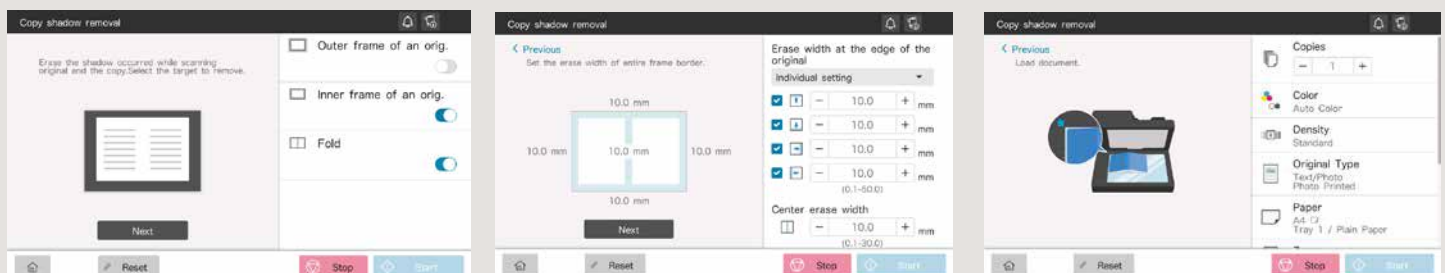 Copy shadow removal
Erase the shadow occurred while scanning
original and the copy.Select the target to remove.
Next
Outer frame of an orig.
Inner frame of an orig.
Fold
Reset
Stop
Start
Copy shadow removal
Previous
Set the erase width of entire frame border.
10.0 mm
10.0 mm
10.0 mm
10.0 mm
10.0 mm
Next
Erase width at the edge of the
original
Individual setting
− 10.0 + mm
− 10.0 + mm
− 10.0 + mm
− 10.0 + mm
(0.1-50.0)
Center erase width
− 10.0 + mm
(0.1-30.0)
Reset
Stop
Start
Copy shadow removal
Previous
Load document.
Copies
− 1 +
Color
Auto Color
Density
Standard
Original Type
Text/Photo
Photo Printed
Paper
A4
Tray 1 / Plain Paper
Reset
Stop
Start